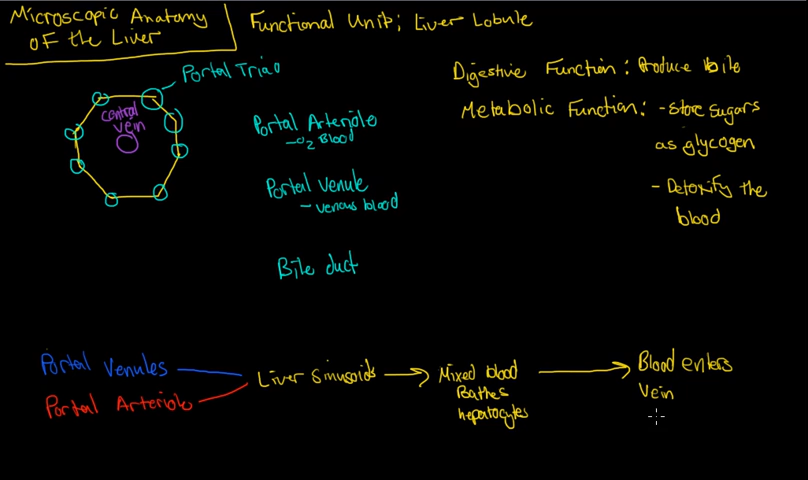 Microscopic Anatomy
of the Liver
Functional Unit; Liver Lobule
Portal Triad
central
vein
Portal Arteriole
- O2 Blood
Portal Venule
- venous blood
Bile duct
Digestive Function: Produce bile
Metabolic Function: - Store sugars
as glycogen
- Detoxify the
blood
Portal Venules
Portal Arteriole
Liver Sinusoids
Mixed blood
Bathes
hepatocytes
Blood enters
Vein